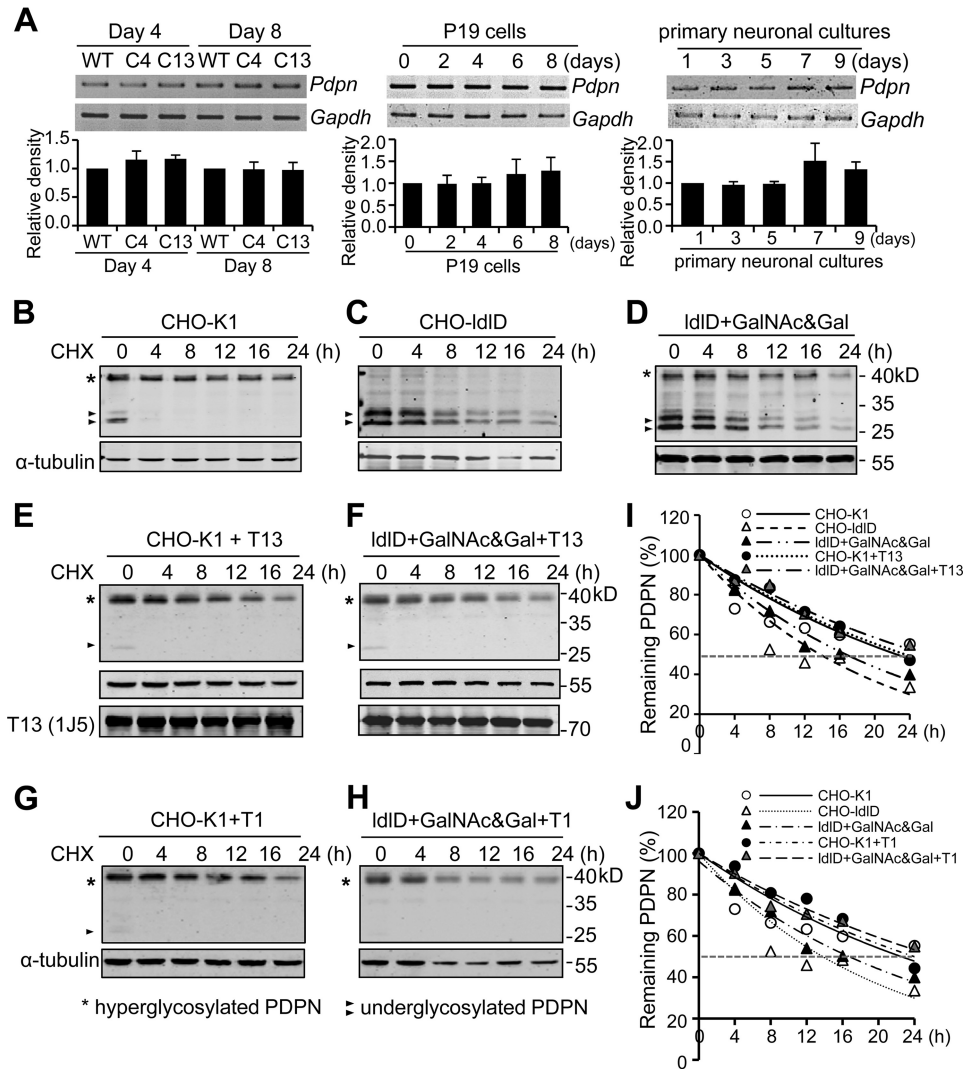 A
Day 4 Day 8
WT C4 C13 WT C4 C13
Pdpn
Gapdh
Relative density
1.5
1.0
0.5
0.0
WT C4 C13 WT C4 C13
Day 4 Day 8
P19 cells
0 2 4 6 8 (days)
Pdpn
Gapdh
Relative density
2.0
1.5
1.0
0.5
0.0
0 2 4 6 8 (days)
P19 cells
primary neuronal cultures
1 3 5 7 9 (days)
Pdpn
Gapdh
Relative density
2.0
1.5
1.0
0.5
0.0
1 3 5 7 9 (days)
primary neuronal cultures
B
CHO-K1
CHX 0 4 8 12 16 24 (h)
*
α-tubulin
C
CHO-ldlD
0 4 8 12 16 24 (h)
D
ldlD+GalNAc&Gal
0 4 8 12 16 24 (h)
*
40kD
35
25
55
E
CHO-K1 + T13
CHX 0 4 8 12 16 24 (h)
*
T13 (1J5)
F
ldlD+GalNAc&Gal+T13
0 4 8 12 16 24 (h)
*
40kD
35
25
55
70
G
CHO-K1+T1
CHX 0 4 8 12 16 24 (h)
*
α-tubulin
H
ldlD+GalNAc&Gal+T1
0 4 8 12 16 24 (h)
*
40kD
35
25
55
* hyperglycosylated PDPN
underglycosylated PDPN
I
Remaining PDPN (%)
120
100
80
60
40
20
0
0 4 8 12 16 20 24 (h)
CHO-K1
CHO-ldlD
ldlD+GalNAc&Gal
CHO-K1+T13
ldlD+GalNAc&Gal+T13
J
Remaining PDPN (%)
120
100
80
60
40
20
0
0 4 8 12 16 20 24 (h)
CHO-K1
CHO-ldlD
ldlD+GalNAc&Gal
CHO-K1+T1
ldlD+GalNAc&Gal+T1